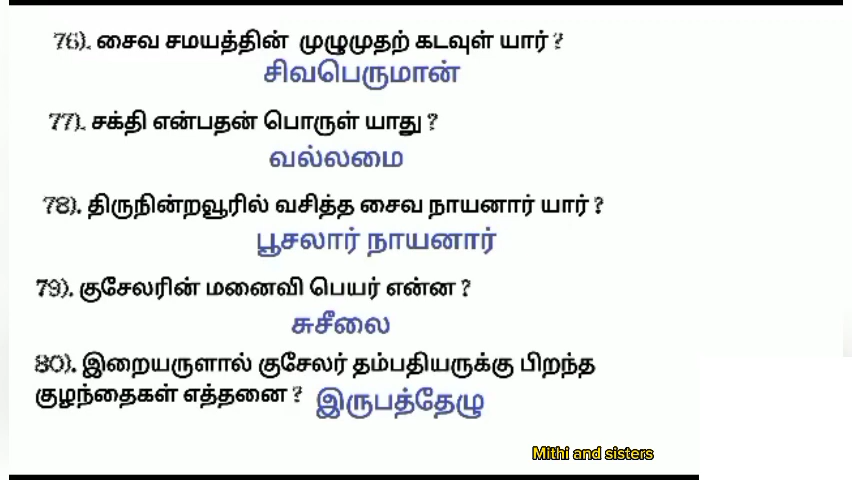 76). சைவ சமயத்தின் முழுமுதற் கடவுள் யார் ?
சிவபெருமான்
77). சக்தி என்பதன் பொருள் யாது ?
வல்லமை
78). திருநின்றவூரில் வசித்த சைவ நாயனார் யார் ?
பூசலார் நாயனார்
79). குசேலரின் மனைவி பெயர் என்ன ?
சுசீலை
80). இறையருளால் குசேலர் தம்பதியருக்கு பிறந்த
குழந்தைகள் எத்தனை ? இருபத்தேழு
Mithi and sisters